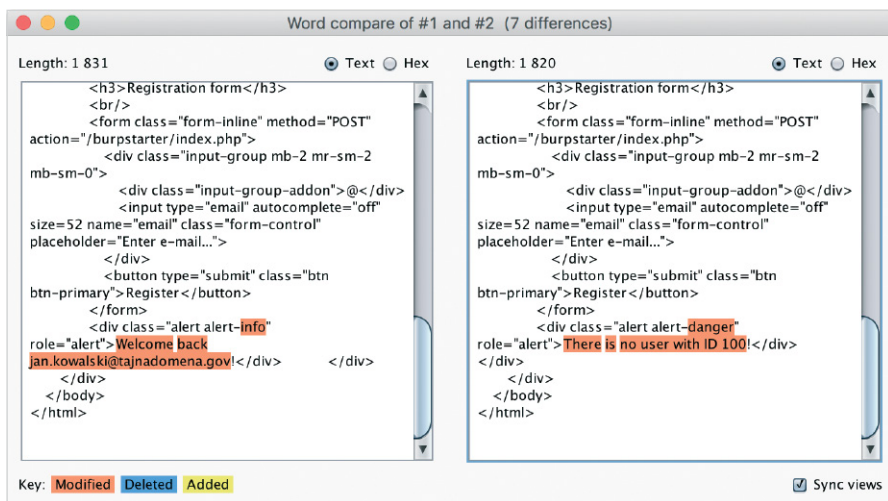 Word compare of #1 and #2 (7 differences)
Length: 1 831
Text
Hex
<h3>Registration form</h3>
<br/>
<form class="form-inline" method="POST"
action="/burpstarter/index.php">
<div class="input-group mb-2 mr-sm-2
mb-sm-0">
<div class="input-group-addon">@</div>
<input type="email" autocomplete="off"
size=52 name="email" class="form-control"
placeholder="Enter e-mail...">
</div>
<button type="submit" class="btn
btn-primary">Register</button>
</form>
<div class="alert alert-info"
role="alert">Welcome back
jan.kowalski@tajnadomena.gov!</div> </div>
</div>
</body>
</html>
Length: 1 820
Text
Hex
<h3>Registration form</h3>
<br/>
<form class="form-inline" method="POST"
action="/burpstarter/index.php">
<div class="input-group mb-2 mr-sm-2
mb-sm-0">
<div class="input-group-addon">@</div>
<input type="email" autocomplete="off"
size=52 name="email" class="form-control"
placeholder="Enter e-mail...">
</div>
<button type="submit" class="btn
btn-primary">Register</button>
</form>
<div class="alert alert-danger"
role="alert">There is no user with ID 100!</div>
</div>
</div>
</body>
</html>
Key: Modified Deleted Added
Sync views